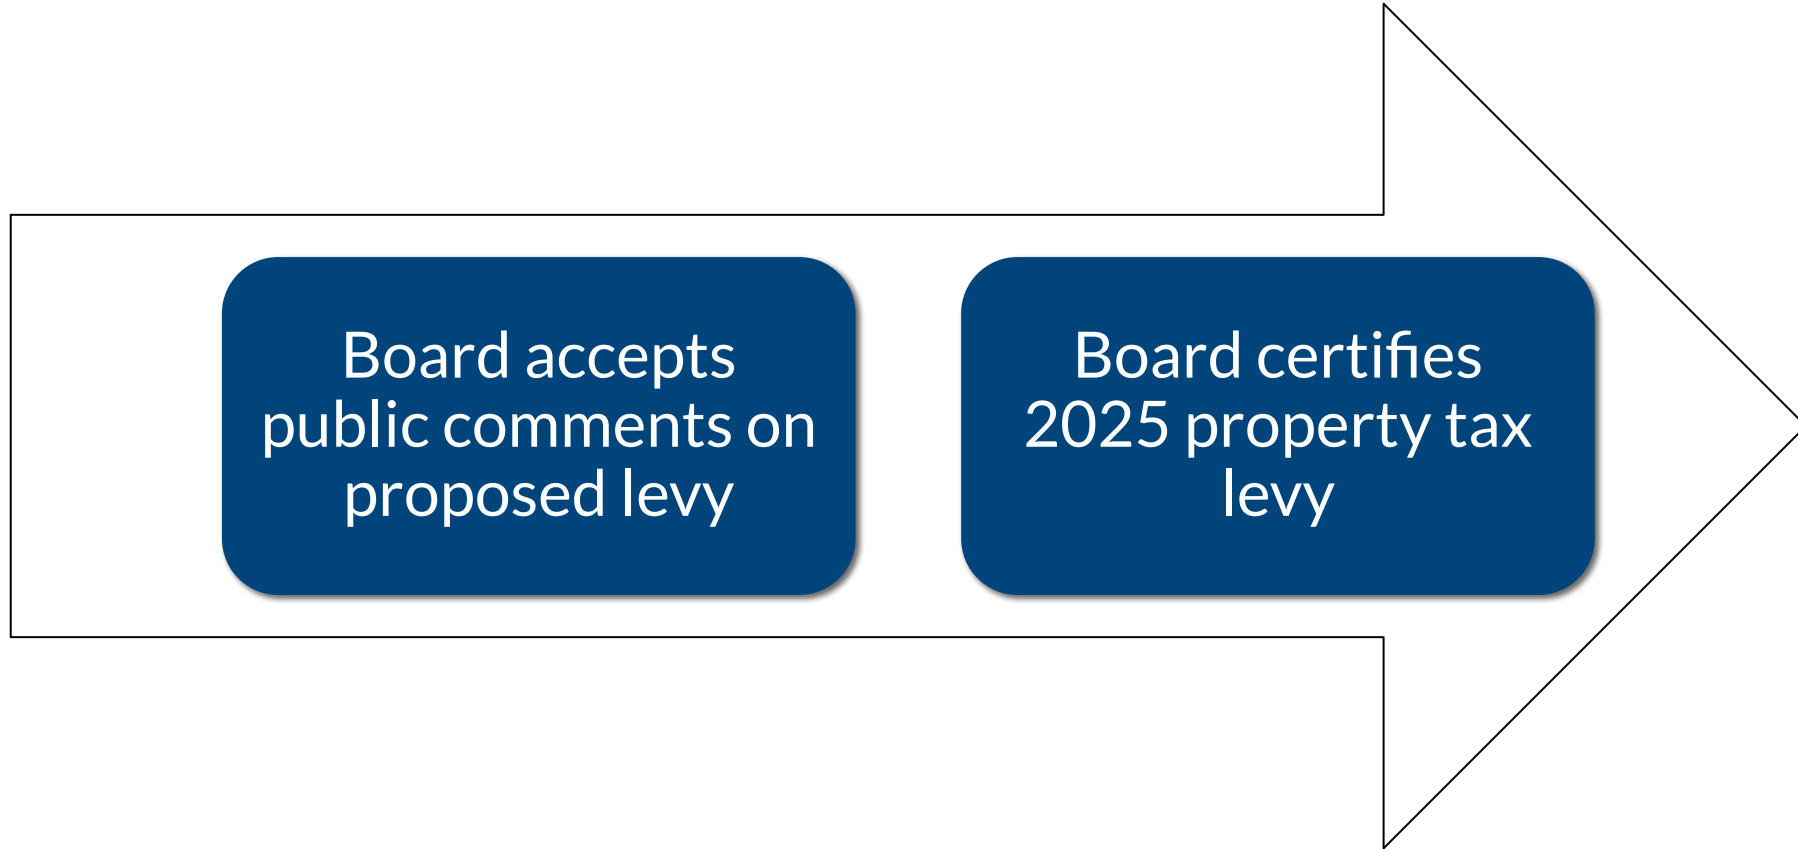 Board accepts
public comments on
proposed levy
Board certifies
2025 property tax
levy